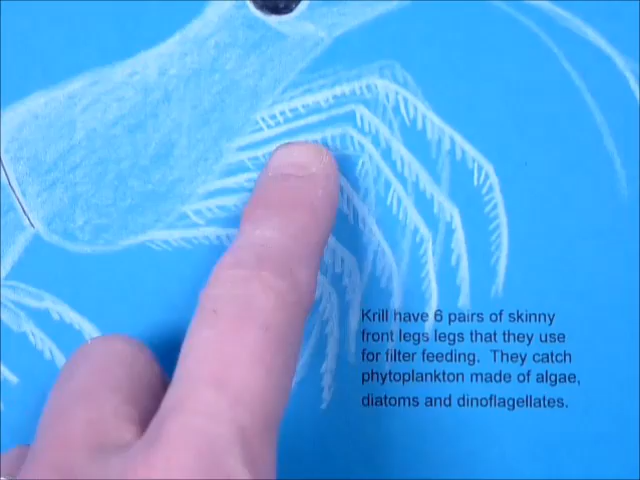 Krill have 6 pairs of skinny
front legs legs that they use
for filter feeding. They catch
phytoplankton made of algae,
diatoms and dinoflagellates.